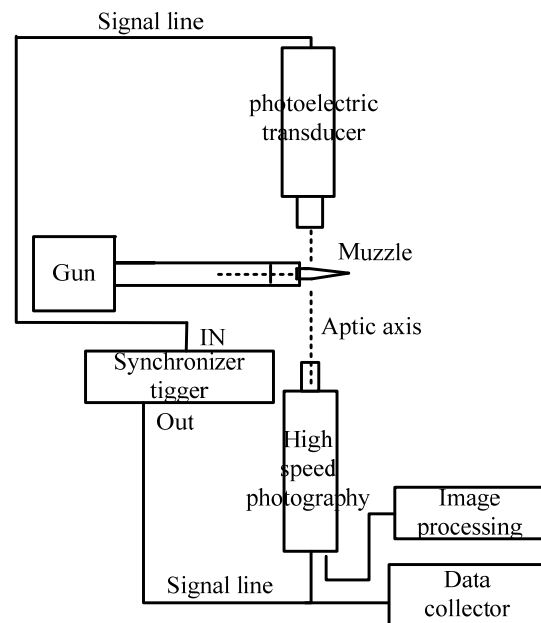 Signal line
photoelectric
transducer
Muzzle
Gun
Aptic axis
IN
Synchronizer
tigger
Out
High
speed
photography
Image
processing
Signal line
Data
collector